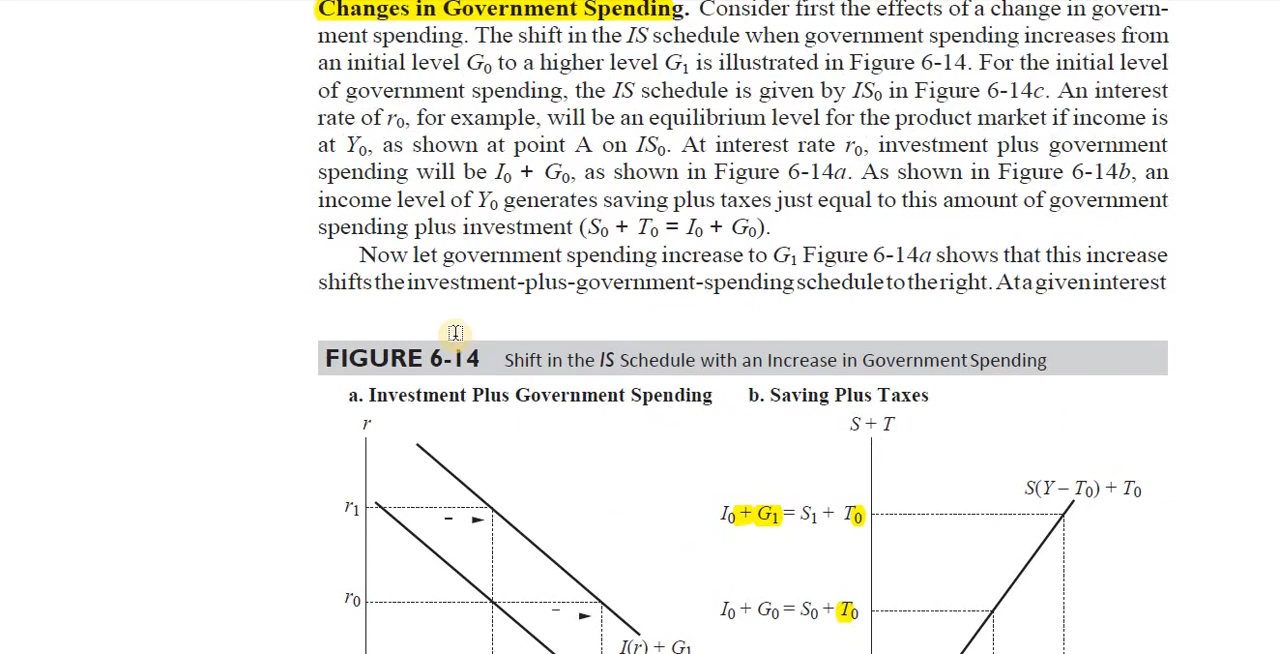 Changes in Government Spending. Consider first the effects of a change in govern-
ment spending. The shift in the IS schedule when government spending increases from
an initial level G₀ to a higher level G₁ is illustrated in Figure 6-14. For the initial level
of government spending, the IS schedule is given by IS₀ in Figure 6-14c. An interest
rate of r₀, for example, will be an equilibrium level for the product market if income is
at Y₀, as shown at point A on IS₀. At interest rate r₀, investment plus government
spending will be I₀ + G₀, as shown in Figure 6-14a. As shown in Figure 6-14b, an
income level of Y₀ generates saving plus taxes just equal to this amount of government
spending plus investment (S₀ + T₀ = I₀ + G₀).
Now let government spending increase to G₁ Figure 6-14a shows that this increase
shifts the investment-plus-government-spending schedule to the right. At a given interest
FIGURE 6-14 Shift in the IS Schedule with an Increase in Government Spending
a. Investment Plus Government Spending
r
r₁
r₀
I(r) + G₁
b. Saving Plus Taxes
S + T
S(Y – T₀) + T₀
I₀ + G₁ = S₁ + T₀
I₀ + G₀ = S₀ + T₀